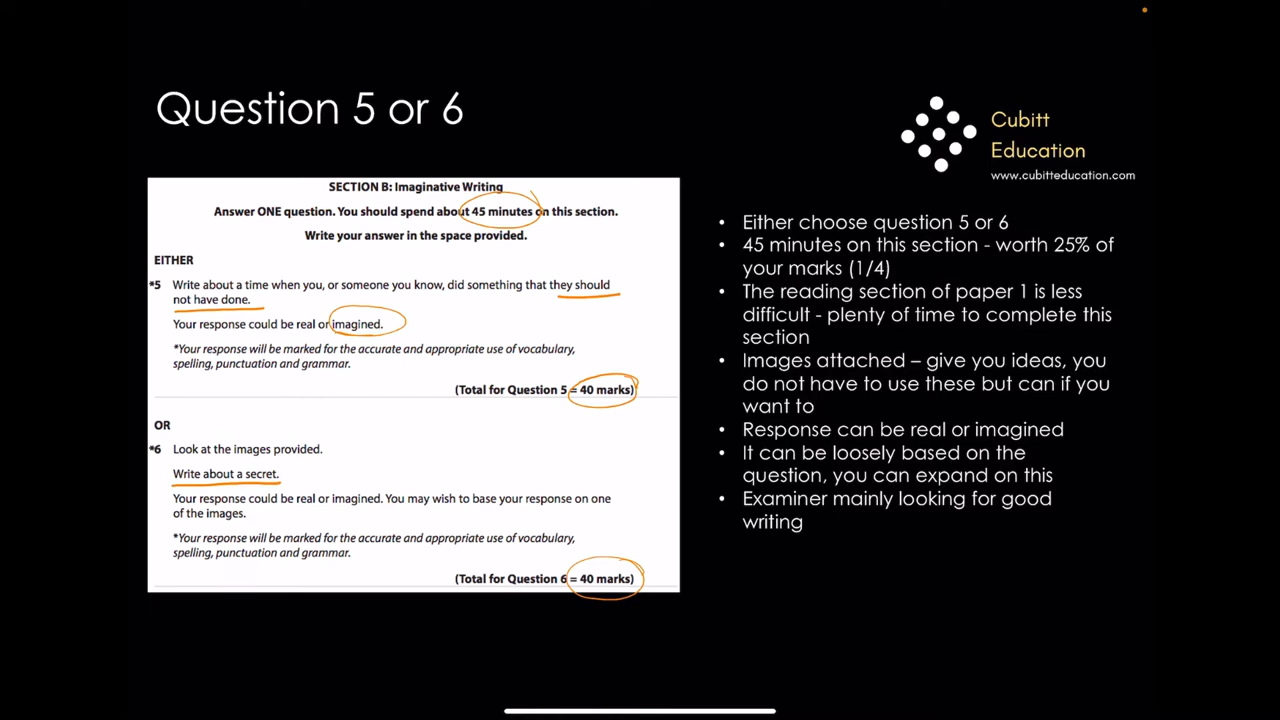 Question 5 or 6
Cubitt
Education
www.cubitteducation.com
SECTION B: Imaginative Writing
Answer ONE question. You should spend about 45 minutes on this section.
Write your answer in the space provided.
EITHER
*5 Write about a time when you, or someone you know, did something that they should
not have done.
Your response could be real or imagined.
*Your response will be marked for the accurate and appropriate use of vocabulary,
spelling, punctuation and grammar.
(Total for Question 5 = 40 marks)
OR
*6 Look at the images provided.
Write about a secret.
Your response could be real or imagined. You may wish to base your response on one
of the images.
*Your response will be marked for the accurate and appropriate use of vocabulary,
spelling, punctuation and grammar.
(Total for Question 6 = 40 marks)
• Either choose question 5 or 6
• 45 minutes on this section - worth 25% of
your marks (1/4)
• The reading section of paper 1 is less
difficult - plenty of time to complete this
section
• Images attached – give you ideas, you
do not have to use these but can if you
want to
• Response can be real or imagined
• It can be loosely based on the
question, you can expand on this
• Examiner mainly looking for good
writing